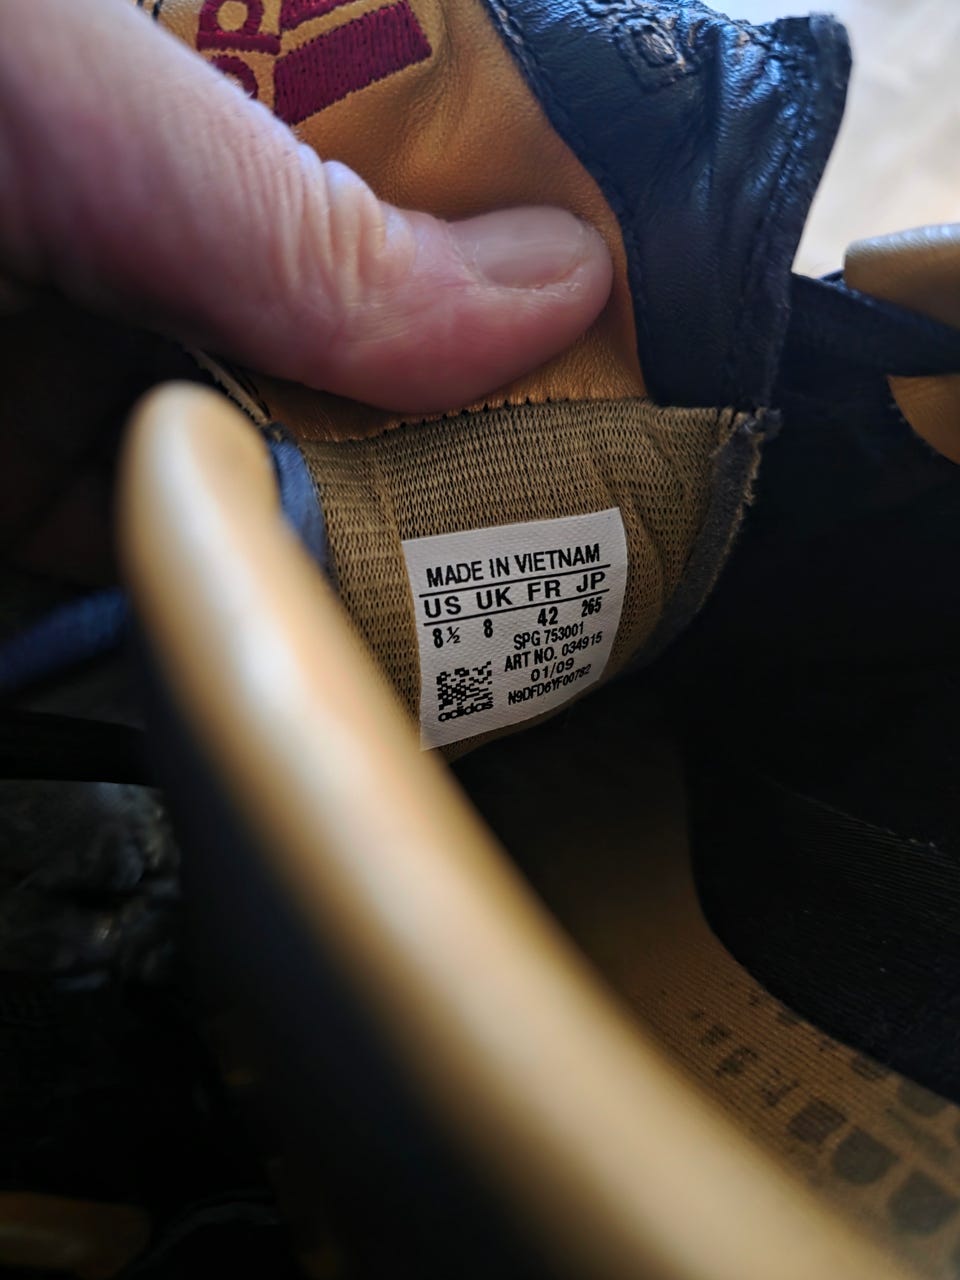 MADE IN VIETNAM
US UK FR JP
8½ 8 42 265
SPG 753001
ART NO. 034915
01/09
N9DFD6YF00782
adidas